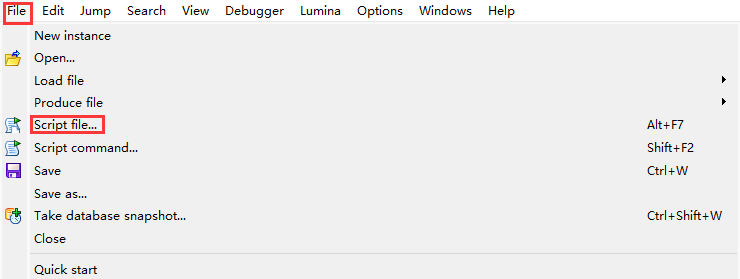 File Edit Jump Search View Debugger Lumina Options Windows Help
New instance
Open...
Load file
Produce file
Script file... Alt+F7
Script command... Shift+F2
Save Ctrl+W
Save as...
Take database snapshot... Ctrl+Shift+W
Close
Quick start